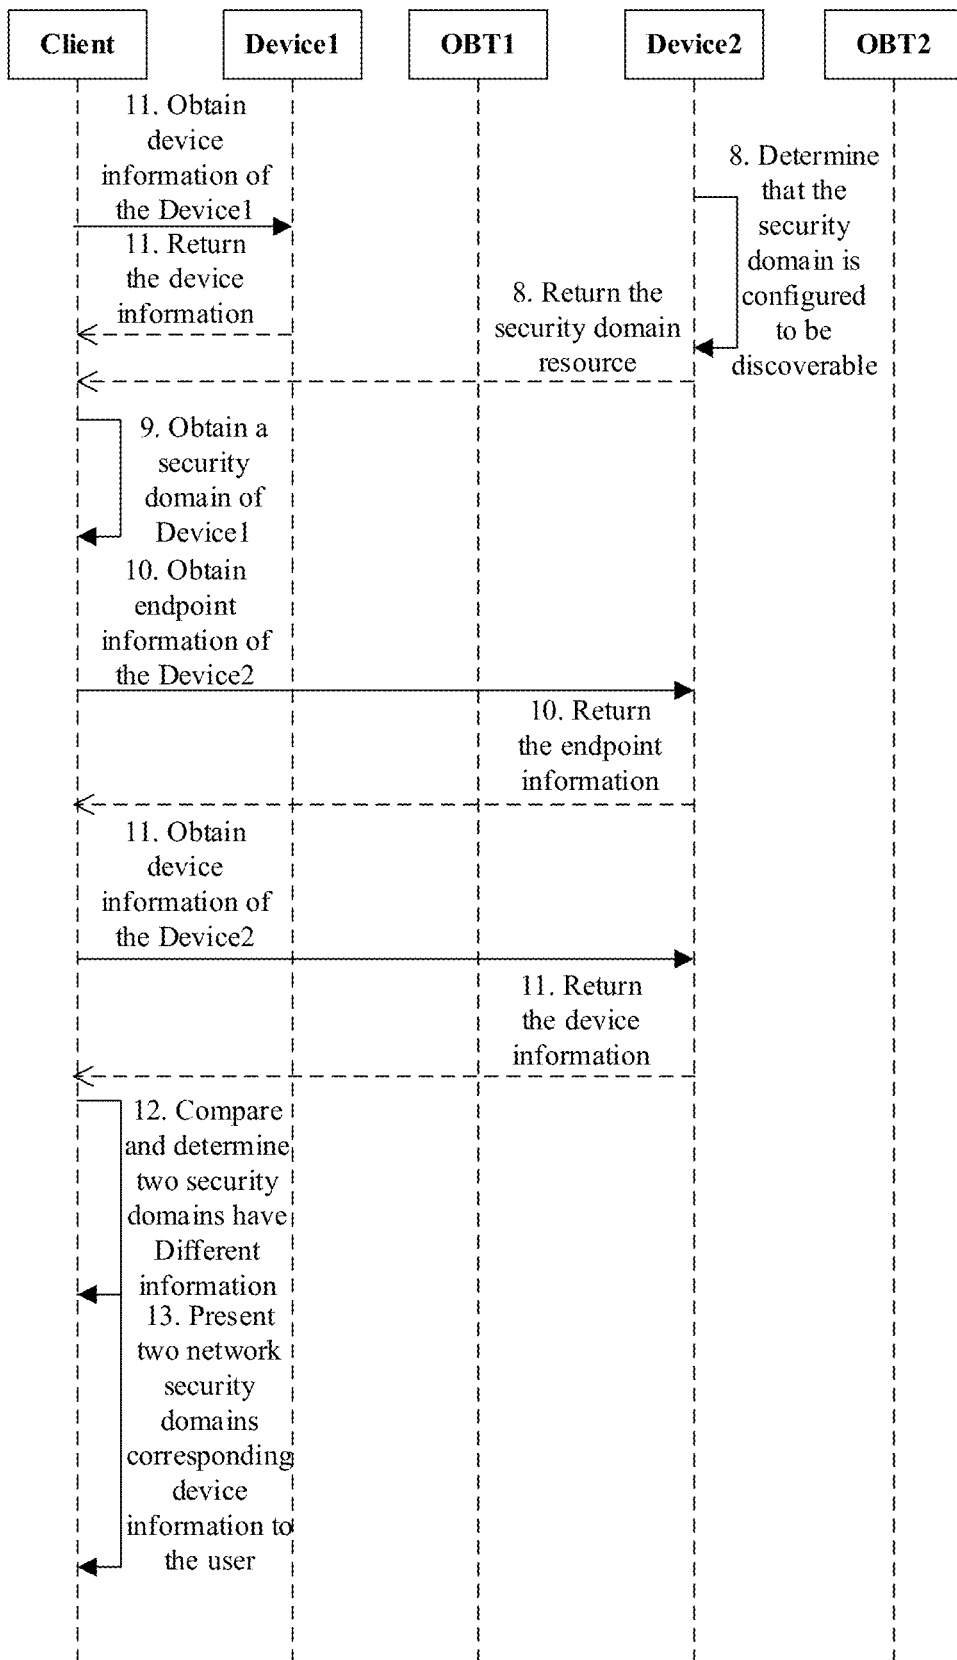 Client
Device1
OBT1
Device2
OBT2
11. Obtain
device
information of
the Device1
11. Return
the device
information
8. Determine
that the
security
domain is
configured
to be
discoverable
8. Return the
security domain
resource
9. Obtain a
security
domain of
Device1
10. Obtain
endpoint
information of
the Device2
10. Return
the endpoint
information
11. Obtain
device
information of
the Device2
11. Return
the device
information
12. Compare
and determine
two security
domains have
Different
information
13. Present
two network
security
domains
corresponding
device
information to
the user